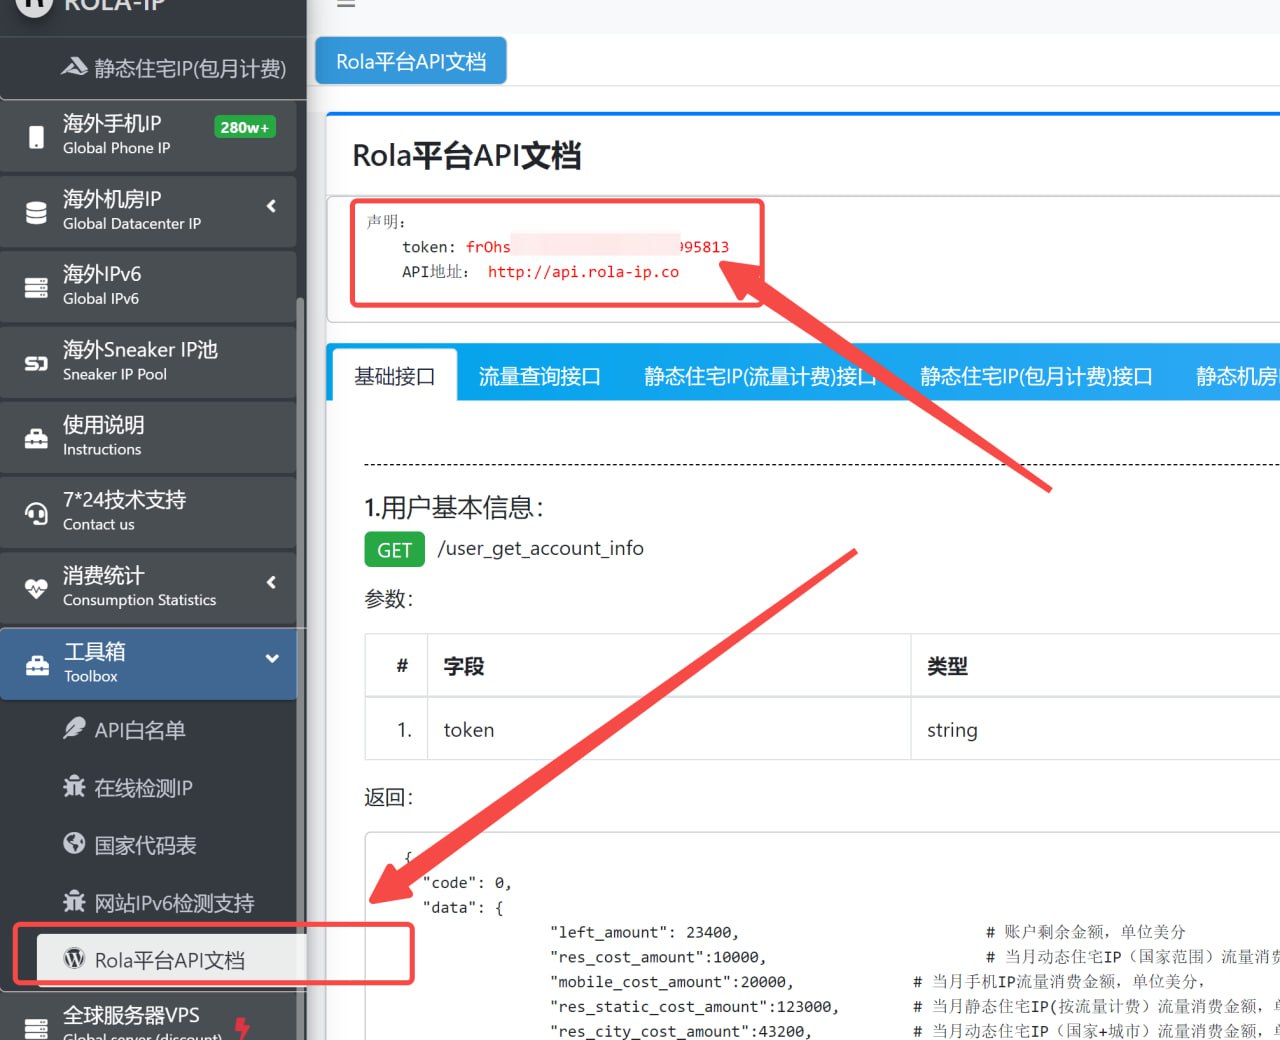 ROLA-IP
静态住宅IP(包月计费)
海外手机IP
280w+
Global Phone IP
海外机房IP
Global Datacenter IP
海外IPv6
Global IPv6
海外Sneaker IP池
Sneaker IP Pool
使用说明
Instructions
7*24技术支持
Contact us
消费统计
Consumption Statistics
工具箱
Toolbox
API白名单
在线检测IP
国家代码表
网站IPv6检测支持
Rola平台API文档
全球服务器VPS
Global server (discount)
Rola平台API文档
Rola平台API文档
声明:
token: frOhs 995813
API地址: http://api.rola-ip.co
基础接口 流量查询接口 静态住宅IP(流量计费)接口 静态住宅IP(包月计费)接口 静态机房
1.用户基本信息:
GET /user_get_account_info
参数:
# 字段 类型
1. token string
返回:
{
"code": 0,
"data": {
"left_amount": 23400, # 账户剩余金额，单位美分
"res_cost_amount":10000, # 当月动态住宅IP（国家范围）流量消费
"mobile_cost_amount":20000, # 当月手机IP流量消费金额，单位美分，
"res_static_cost_amount":123000, # 当月静态住宅IP(按流量计费）流量消费金额，
"res_city_cost_amount":43200, # 当月动态住宅IP（国家+城市）流量消费金额，